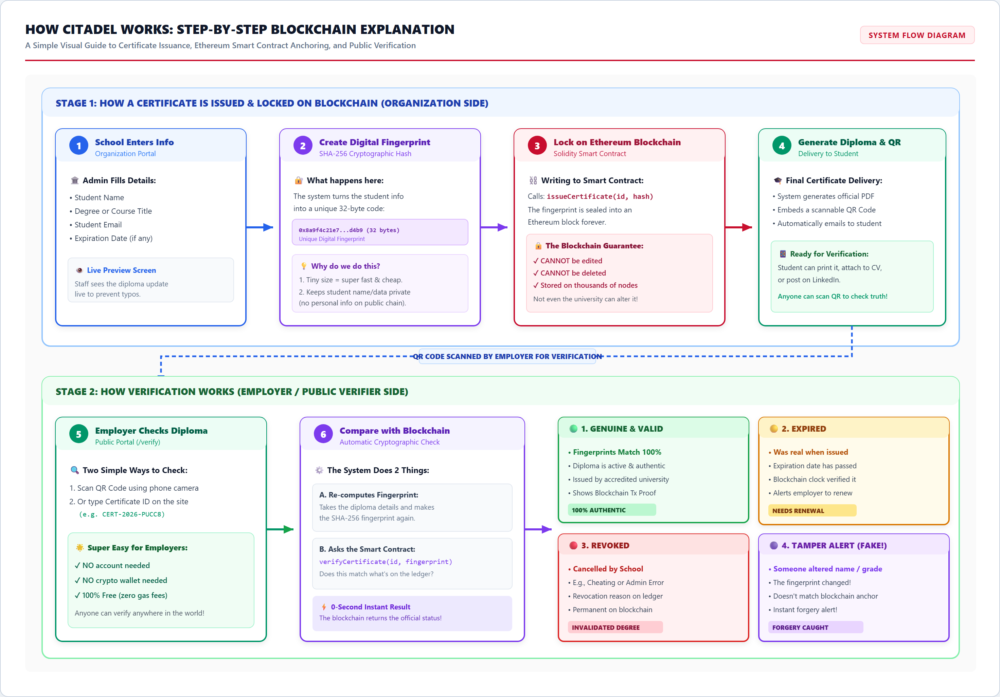 HOW CITADEL WORKS: STEP-BY-STEP BLOCKCHAIN EXPLANATION
A Simple Visual Guide to Certificate Issuance, Ethereum Smart Contract Anchoring, and Public Verification
SYSTEM FLOW DIAGRAM
STAGE 1: HOW A CERTIFICATE IS ISSUED & LOCKED ON BLOCKCHAIN (ORGANIZATION SIDE)
1
School Enters Info
Organization Portal
🏛️ Admin Fills Details:
• Student Name
• Degree or Course Title
• Student Email
• Expiration Date (if any)
👁️ Live Preview Screen
Staff sees the diploma update
live to prevent typos.
2
Create Digital Fingerprint
SHA-256 Cryptographic Hash
🔐 What happens here:
The system turns the student info
into a unique 32-byte code:
0x8a9f4c21e7...d4b9 (32 bytes)
Unique Digital Fingerprint
💡 Why do we do this?
1. Tiny size = super fast & cheap.
2. Keeps student name/data private
(no personal info on public chain).
3
Lock on Ethereum Blockchain
Solidity Smart Contract
⛓️ Writing to Smart Contract:
Calls: issueCertificate(id, hash)
The fingerprint is sealed into an
Ethereum block forever.
🔒 The Blockchain Guarantee:
✓ CANNOT be edited
✓ CANNOT be deleted
✓ Stored on thousands of nodes
Not even the university can alter it!
4
Generate Diploma & QR
Delivery to Student
🎓 Final Certificate Delivery:
• System generates official PDF
• Embeds a scannable QR Code
• Automatically emails to student
📱 Ready for Verification:
Student can print it, attach to CV,
or post on LinkedIn.
Anyone can scan QR to check truth!
QR CODE SCANNED BY EMPLOYER FOR VERIFICATION
STAGE 2: HOW VERIFICATION WORKS (EMPLOYER / PUBLIC VERIFIER SIDE)
5
Employer Checks Diploma
Public Portal (/verify)
🔍 Two Simple Ways to Check:
1. Scan QR Code using phone camera
2. Or type Certificate ID on the site
(e.g. CERT-2026-PUCC8)
🌟 Super Easy for Employers:
✓ NO account needed
✓ NO crypto wallet needed
✓ 100% Free (zero gas fees)
Anyone can verify anywhere in the world!
6
Compare with Blockchain
Automatic Cryptographic Check
⚙️ The System Does 2 Things:
A. Re-computes Fingerprint:
Takes the diploma details and makes
the SHA-256 fingerprint again.
B. Asks the Smart Contract:
verifyCertificate(id, fingerprint)
Does this match what's on the ledger?
⚡ 0-Second Instant Result
The blockchain returns the official status!
🟢 1. GENUINE & VALID
• Fingerprints Match 100%
• Diploma is active & authentic
• Issued by accredited university
• Shows Blockchain Tx Proof
100% AUTHENTIC
🟡 2. EXPIRED
• Was real when issued
• Expiration date has passed
• Blockchain clock verified it
• Alerts employer to renew
NEEDS RENEWAL
🔴 3. REVOKED
• Cancelled by School
• E.g., Cheating or Admin Error
• Revocation reason on ledger
• Permanent on blockchain
INVALIDATED DEGREE
🟣 4. TAMPER ALERT (FAKE!)
• Someone altered name / grade
• The fingerprint changed!
• Doesn't match blockchain anchor
• Instant forgery alert!
FORGERY CAUGHT